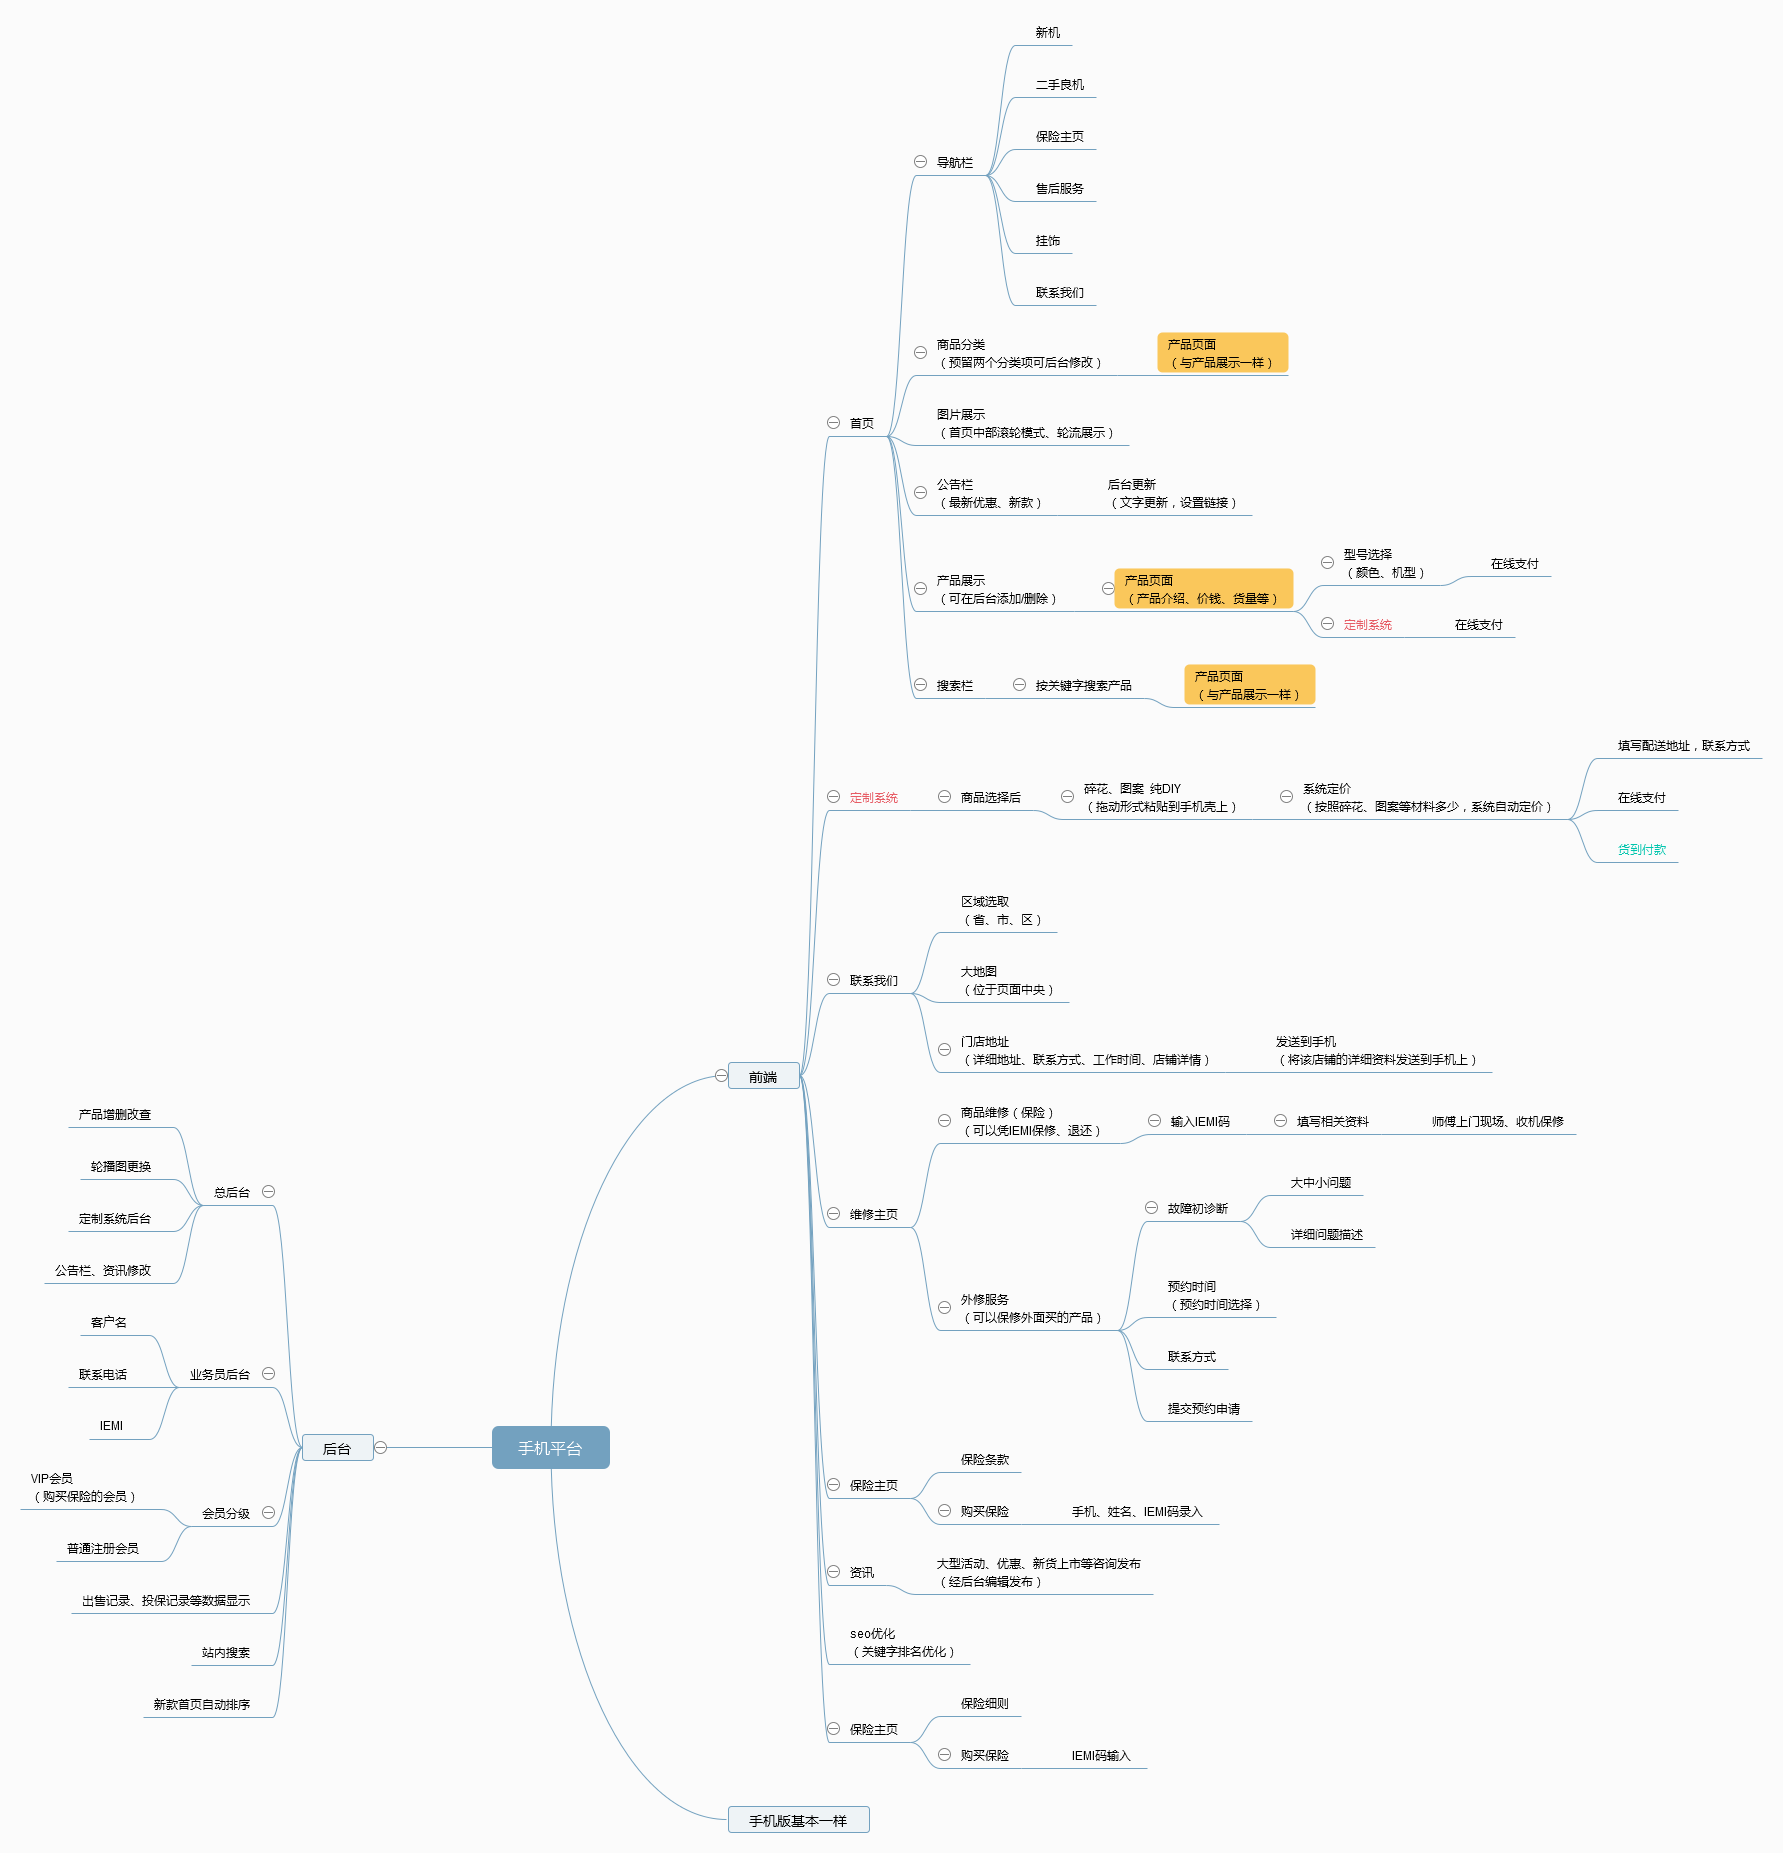 手机平台
前端
首页
导航栏
新机
二手良机
保险主页
售后服务
挂饰
联系我们
商品分类
（预留两个分类项可后台修改）
产品页面
（与产品展示一样）
图片展示
（首页中部滚轮模式、轮流展示）
公告栏
（最新优惠、新款）
后台更新
（文字更新，设置链接）
产品展示
（可在后台添加/删除）
产品页面
（产品介绍、价钱、货量等）
型号选择
（颜色、机型）
在线支付
定制系统
在线支付
搜索栏
按关键字搜索产品
产品页面
（与产品展示一样）
定制系统
商品选择后
碎花、图案 纯DIY
（拖动形式粘贴到手机壳上）
系统定价
（按照碎花、图案等材料多少，系统自动定价）
填写配送地址，联系方式
在线支付
货到付款
联系我们
区域选取
（省、市、区）
大地图
（位于页面中央）
门店地址
（详细地址、联系方式、工作时间、店铺详情）
发送到手机
（将该店铺的详细资料发送到手机上）
维修主页
商品维修（保险）
（可以凭IEMI保修、退还）
输入IEMI码
填写相关资料
师傅上门现场、收机保修
外修服务
（可以保修外面买的产品）
故障初诊断
大中小问题
详细问题描述
预约时间
（预约时间选择）
联系方式
提交预约申请
保险主页
保险条款
购买保险
手机、姓名、IEMI码录入
资讯
大型活动、优惠、新货上市等咨询发布
（经后台编辑发布）
seo优化
（关键字排名优化）
保险主页
保险细则
购买保险
IEMI码输入
手机版基本一样
后台
总后台
产品增删改查
轮播图更换
定制系统后台
公告栏、资讯修改
业务员后台
客户名
联系电话
IEMI
会员分级
VIP会员
（购买保险的会员）
普通注册会员
出售记录、投保记录等数据显示
站内搜索
新款首页自动排序